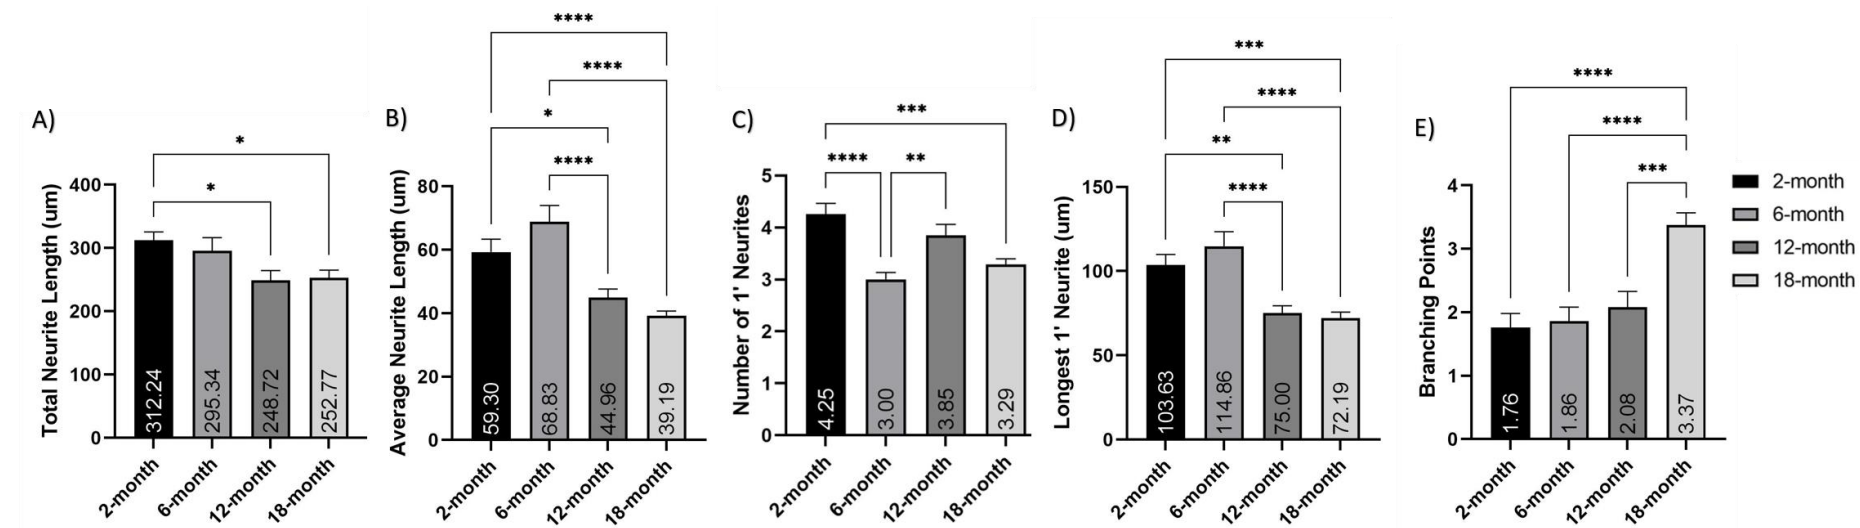 A)
Total Neurite Length (um)
400
300
200
100
0
*
*
312.24
295.34
248.72
252.77
2-month
6-month
12-month
18-month
B)
Average Neurite Length (um)
80
60
40
20
0
****
****
*
****
59.30
68.83
44.96
39.19
2-month
6-month
12-month
18-month
C)
Number of 1' Neurites
5
4
3
2
1
0
***
****
**
4.25
3.00
3.85
3.29
2-month
6-month
12-month
18-month
D)
Longest 1' Neurite (um)
150
100
50
0
***
****
**
****
103.63
114.86
75.00
72.19
2-month
6-month
12-month
18-month
E)
Branching Points
4
3
2
1
0
****
****
***
1.76
1.86
2.08
3.37
2-month
6-month
12-month
18-month
2-month
6-month
12-month
18-month